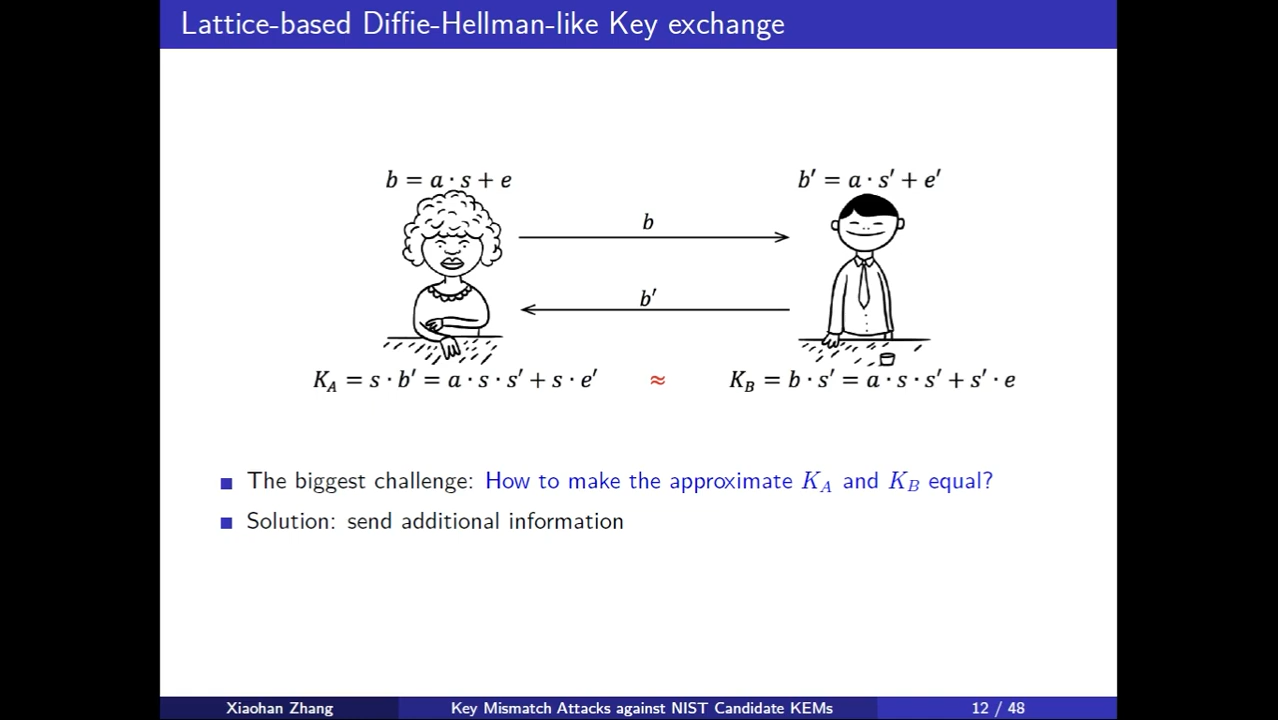 Lattice-based Diffie-Hellman-like Key exchange
b = a · s + e
b′ = a · s′ + e′
b
b′
K_A = s · b′ = a · s · s′ + s · e′ ≈ K_B = b · s′ = a · s · s′ + s′ · e
The biggest challenge: How to make the approximate K_A and K_B equal?
Solution: send additional information
Xiaohan Zhang
Key Mismatch Attacks against NIST Candidate KEMs
12 / 48